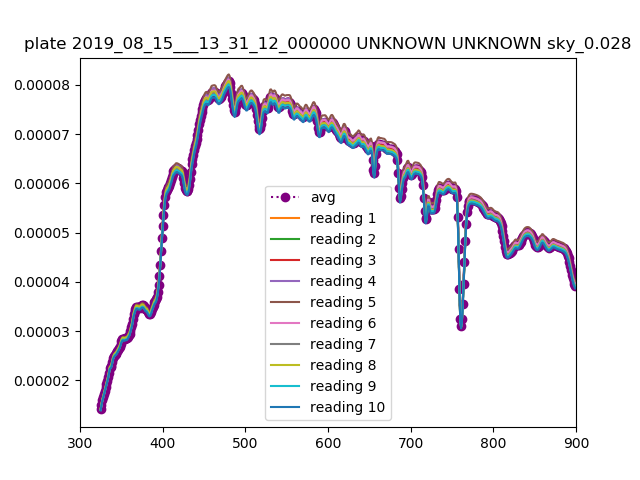 plate 2019_08_15___13_31_12_000000 UNKNOWN UNKNOWN sky_0.028
0.00008
0.00007
0.00006
0.00005
0.00004
0.00003
0.00002
300 400 500 600 700 800 900
avg
reading 1
reading 2
reading 3
reading 4
reading 5
reading 6
reading 7
reading 8
reading 9
reading 10